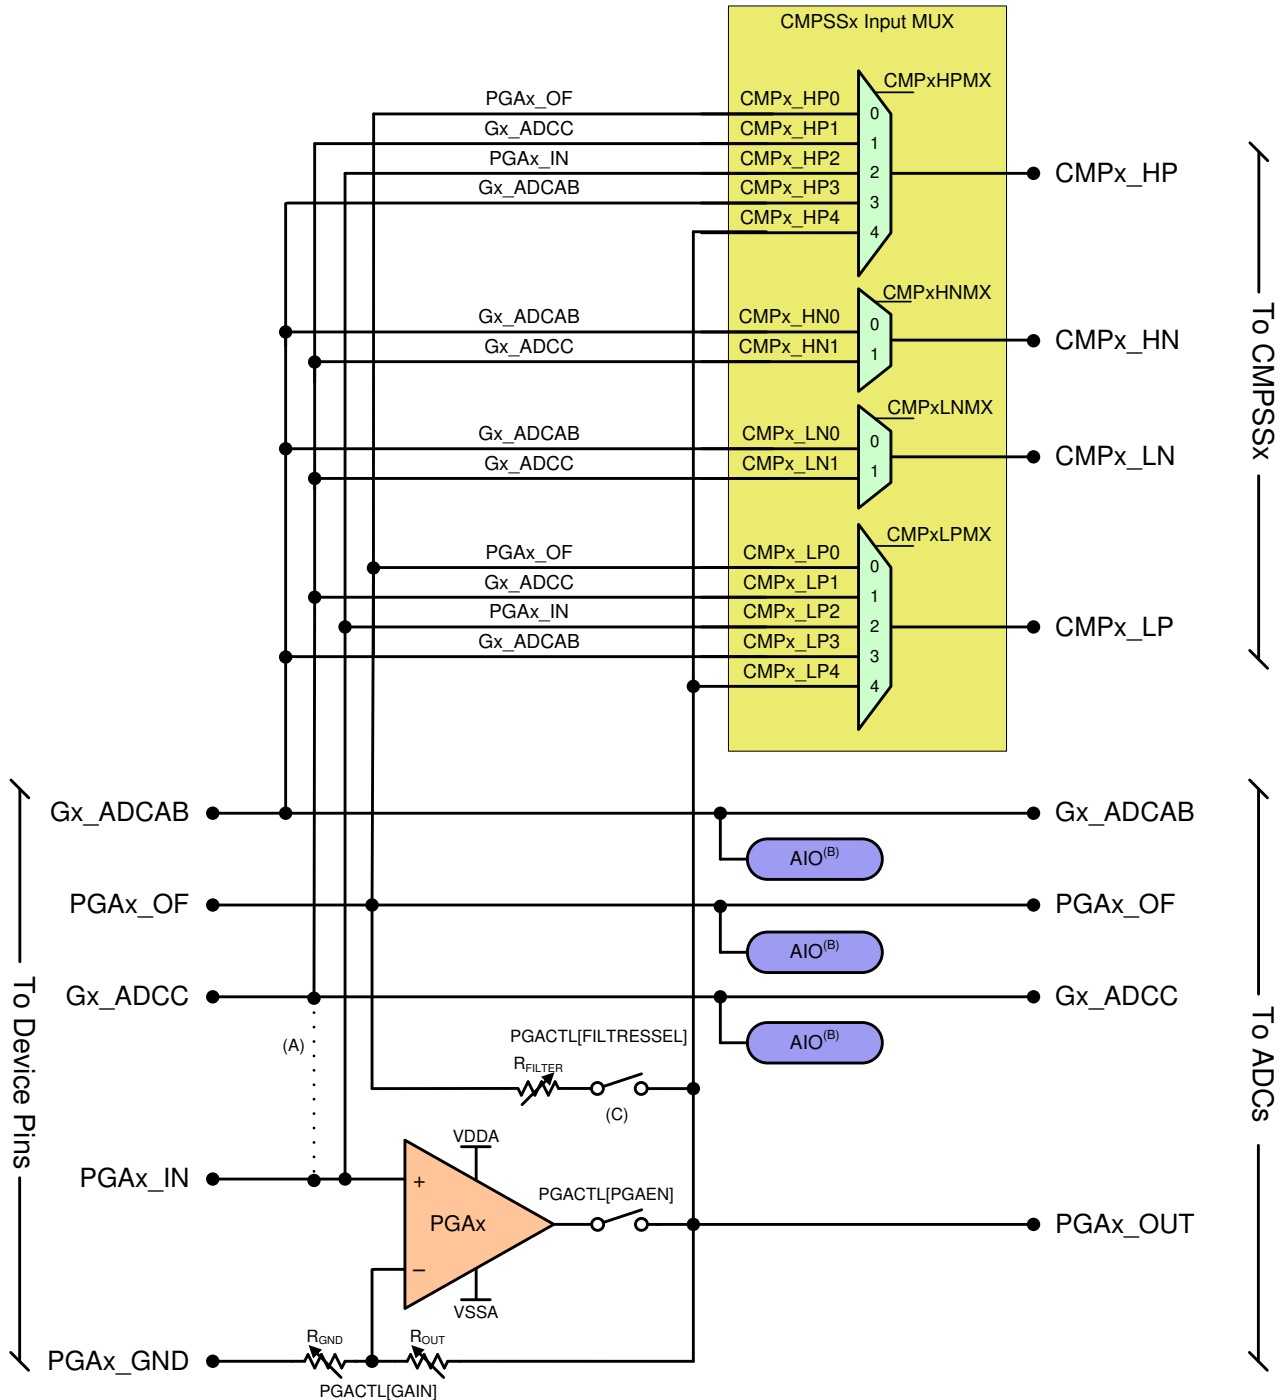 CMPSSx Input MUX
CMPxHPMX
PGAx_OF CMPx_HP0 0
Gx_ADCC CMPx_HP1 1
PGAx_IN CMPx_HP2 2 CMPx_HP
Gx_ADCAB CMPx_HP3 3
CMPx_HP4 4
CMPxHNMX
Gx_ADCAB CMPx_HN0 0
Gx_ADCC CMPx_HN1 1 CMPx_HN
CMPxLNMX
Gx_ADCAB CMPx_LN0 0
Gx_ADCC CMPx_LN1 1 CMPx_LN
CMPxLPMX
PGAx_OF CMPx_LP0 0
Gx_ADCC CMPx_LP1 1
PGAx_IN CMPx_LP2 2 CMPx_LP
Gx_ADCAB CMPx_LP3 3
CMPx_LP4 4
To CMPSSx
Gx_ADCAB Gx_ADCAB
AIO(B)
PGAx_OF PGAx_OF
AIO(B)
Gx_ADCC Gx_ADCC
AIO(B)
(A)
PGACTL[FILTRESSEL]
RFILTER
(C)
VDDA
PGAx_IN +
PGACTL[PGAEN]
PGAx PGAx_OUT
−
VSSA
RGND ROUT
PGAx_GND
PGACTL[GAIN]
To Device Pins
To ADCs